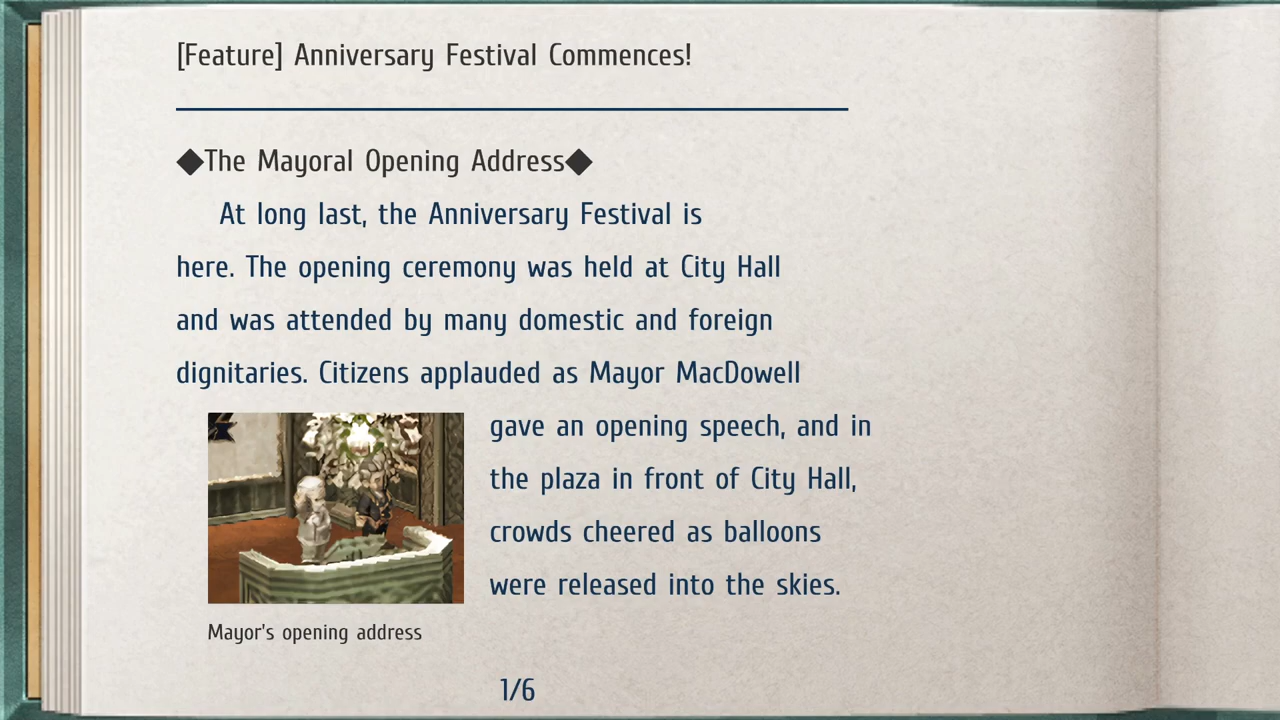 [Feature] Anniversary Festival Commences!
◆The Mayoral Opening Address◆
At long last, the Anniversary Festival is
here. The opening ceremony was held at City Hall
and was attended by many domestic and foreign
dignitaries. Citizens applauded as Mayor MacDowell
gave an opening speech, and in
the plaza in front of City Hall,
crowds cheered as balloons
were released into the skies.
Mayor's opening address
1/6